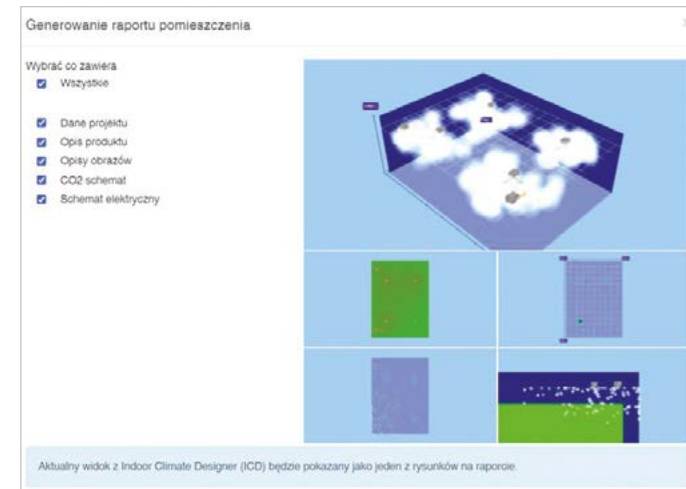 Generowanie raportu pomieszczenia
Wybrać co zawiera
Wszystkie
Dane projektu
Opis produktu
Opisy obrazów
CO2 schemat
Schemat elektryczny
Aktualny widok z Indoor Climate Designer (ICD) będzie pokazany jako jeden z rysunków na raporcie.